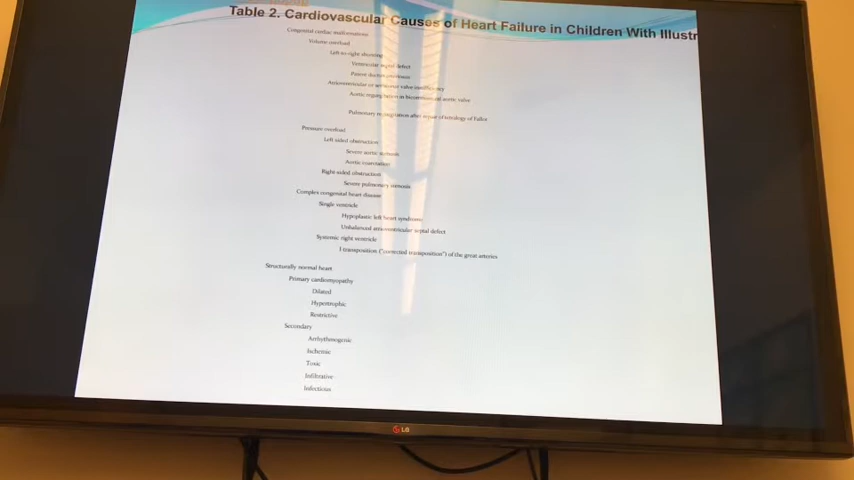 Table 2. Cardiovascular Causes of Heart Failure in Children With Illustr
Congenital cardiac malformations
Volume overload
Left-to-right shunting
Ventricular septal defect
Patent ductus arteriosus
Atrioventricular or semilunar valve insufficiency
Aortic regurgitation in bicommissural aortic valve
Pulmonary regurgitation after repair of tetralogy of Fallot
Pressure overload
Left sided obstruction
Severe aortic stenosis
Aortic coarctation
Right-sided obstruction
Severe pulmonary stenosis
Complex congenital heart disease
Single ventricle
Hypoplastic left heart syndrome
Unbalanced atrioventricular septal defect
Systemic right ventricle
l transposition ("corrected transposition") of the great arteries
Structurally normal heart
Primary cardiomyopathy
Dilated
Hypertrophic
Restrictive
Secondary
Arrhythmogenic
Ischemic
Toxic
Infiltrative
Infectious
LG